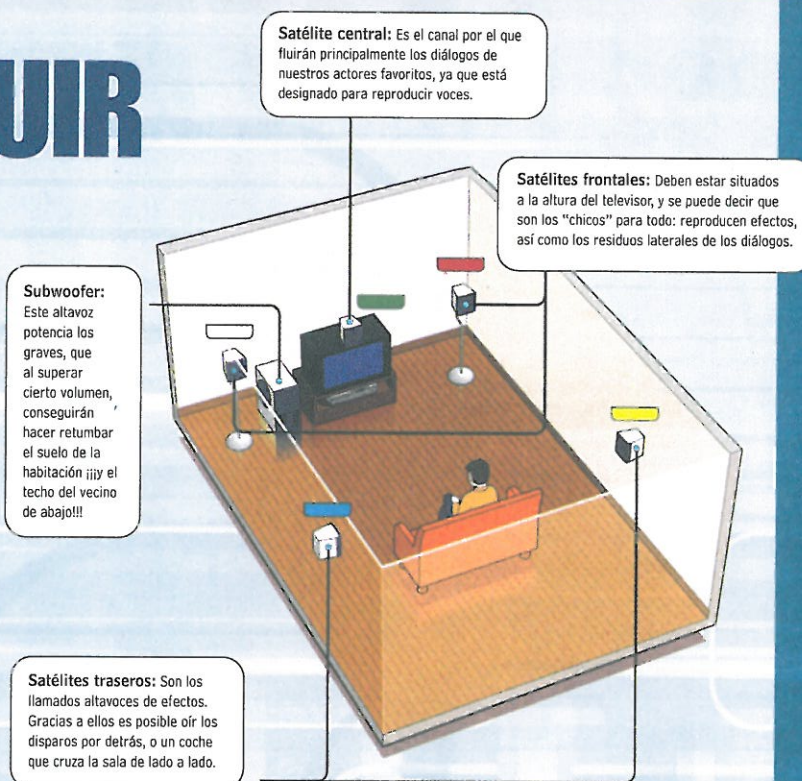 UIR
Satélite central: Es el canal por el que
fluirán principalmente los diálogos de
nuestros actores favoritos, ya que está
designado para reproducir voces.
Satélites frontales: Deben estar situados
a la altura del televisor, y se puede decir que
son los "chicos" para todo: reproducen efectos,
así como los residuos laterales de los diálogos.
Subwoofer:
Este altavoz
potencia los
graves, que
al superar
cierto volumen,
conseguirán
hacer retumbar
el suelo de la
habitación ¡¡¡y el
techo del vecino
de abajo!!!
Satélites traseros: Son los
llamados altavoces de efectos.
Gracias a ellos es posible oír los
disparos por detrás, o un coche
que cruza la sala de lado a lado.